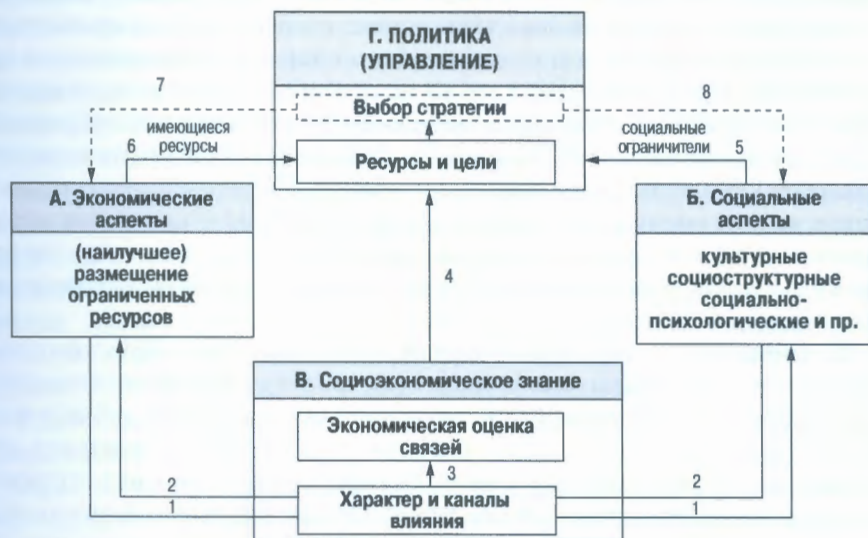 Г. ПОЛИТИКА
(УПРАВЛЕНИЕ)
7
8
Выбор стратегии
имеющиеся
6 ресурсы
социальные
ограничители 5
Ресурсы и цели
А. Экономические
аспекты
Б. Социальные
аспекты
(наилучшее)
размещение
ограниченных
ресурсов
4
культурные
социоструктурные
социально-
психологические и пр.
В. Социоэкономическое знание
Экономическая оценка
связей
3
2
1
Характер и каналы
влияния
2
1